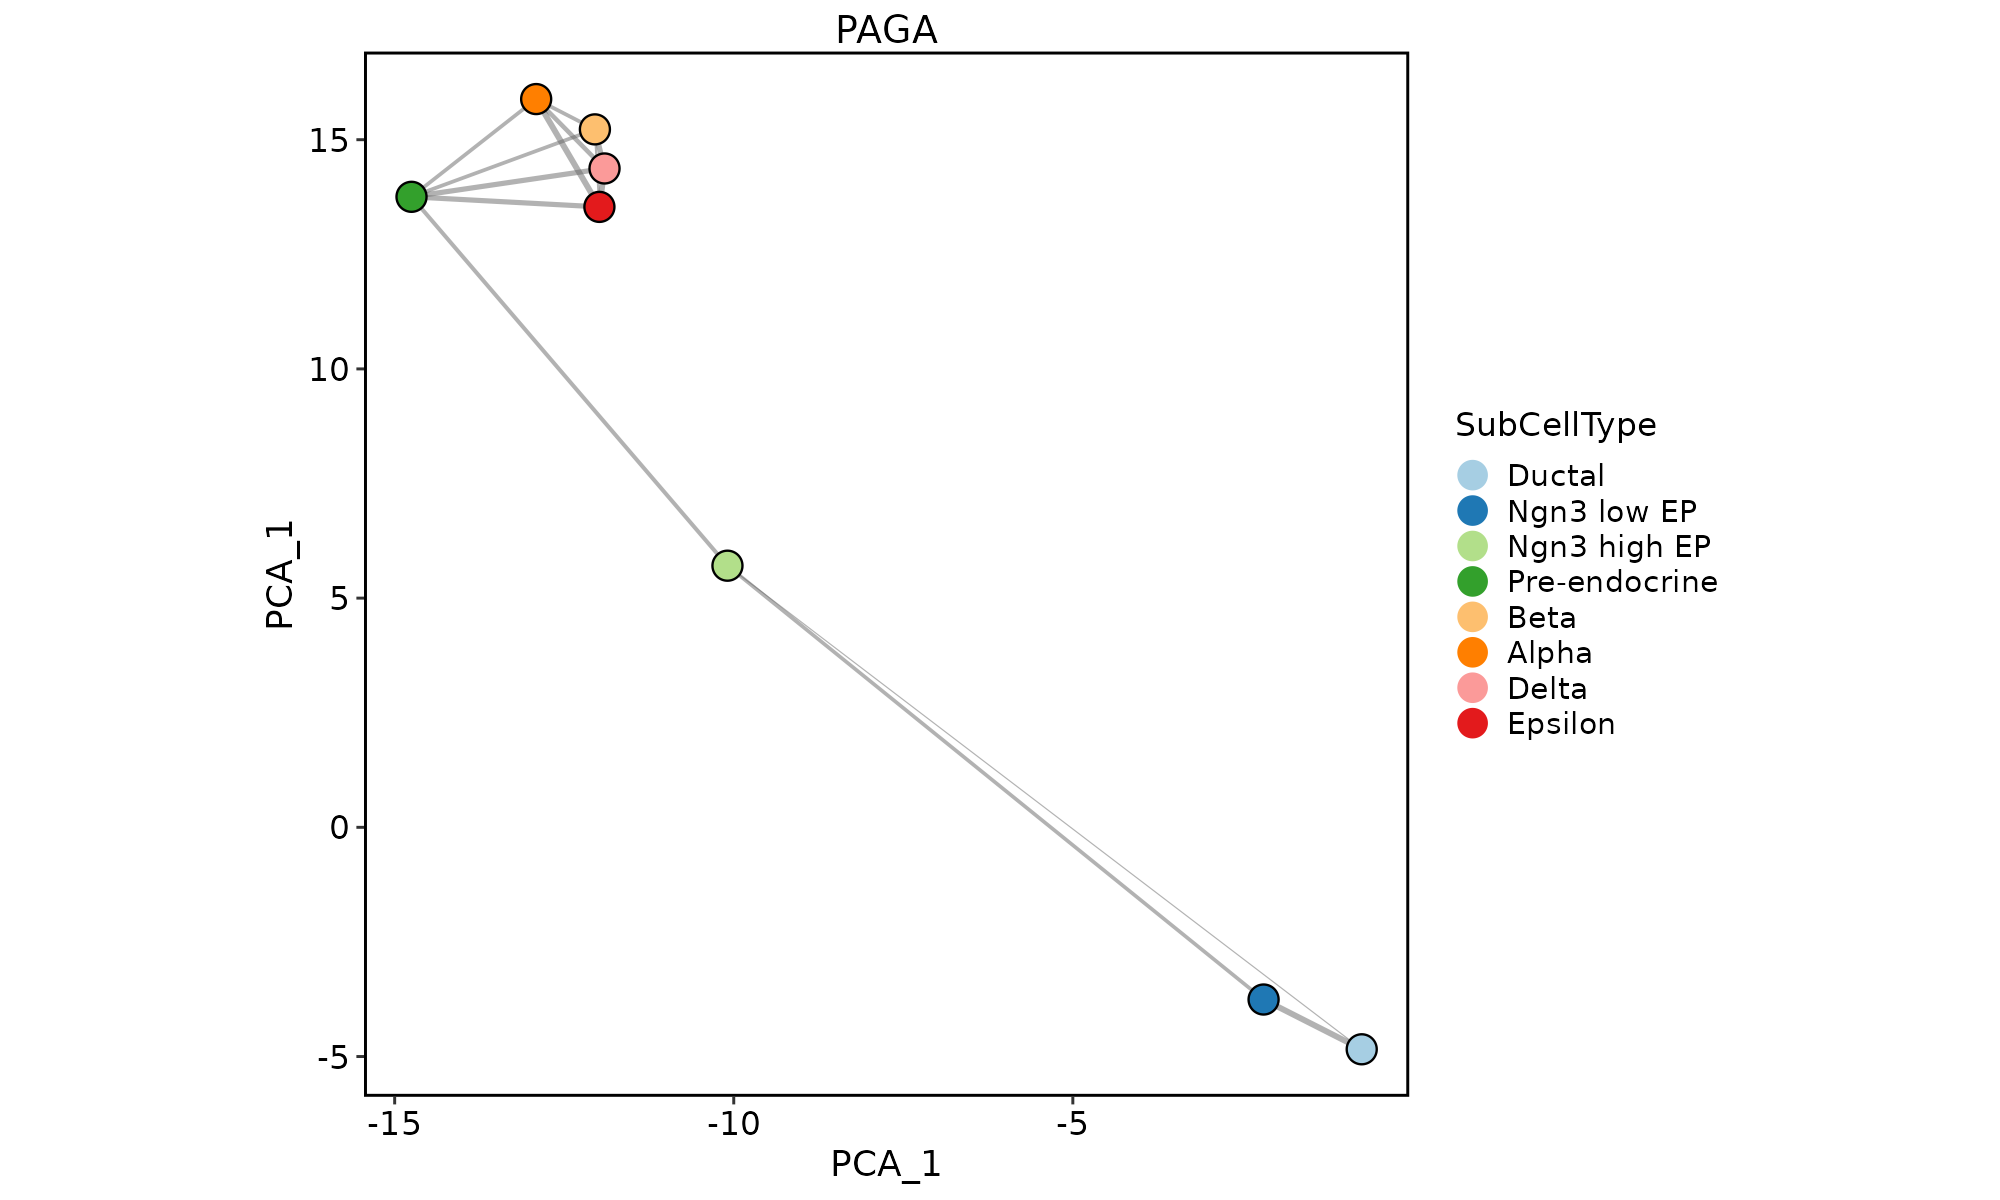 PAGA
15
10
5
0
-5
PCA_1
-15
-10
-5
PCA_1
SubCellType
Ductal
Ngn3 low EP
Ngn3 high EP
Pre-endocrine
Beta
Alpha
Delta
Epsilon